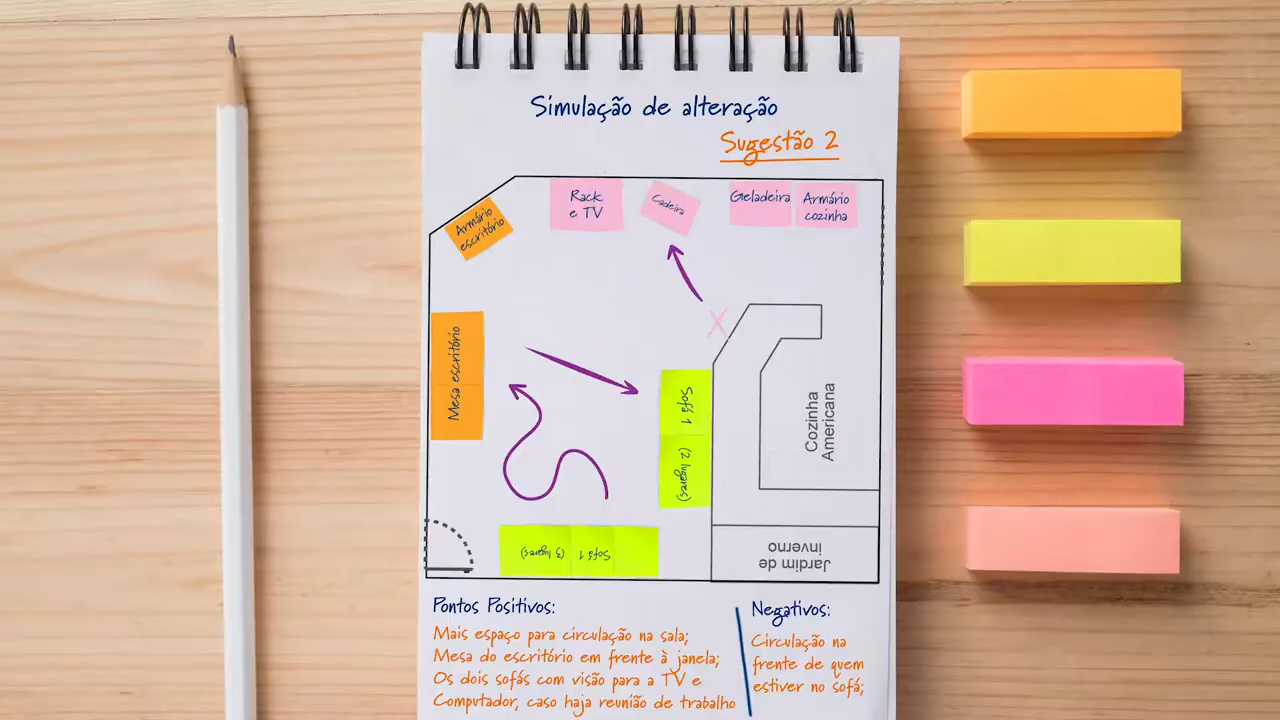 Simulação de alteração
Sugestão 2
Rack
e TV
Cadeira
Geladeira
Armário
cozinha
Armário
escritório
Mesa escritório
X
Sofá 1
(2 lugares)
Cozinha
Americana
Sofá 1
(3 lugares)
Jardim de
inverno
Pontos Positivos:
Mais espaço para circulação na sala;
Mesa do escritório em frente à janela;
Os dois sofás com visão para a TV e
Computador, caso haja reunião de trabalho
Negativos:
Circulação na
frente de quem
estiver no sofá;